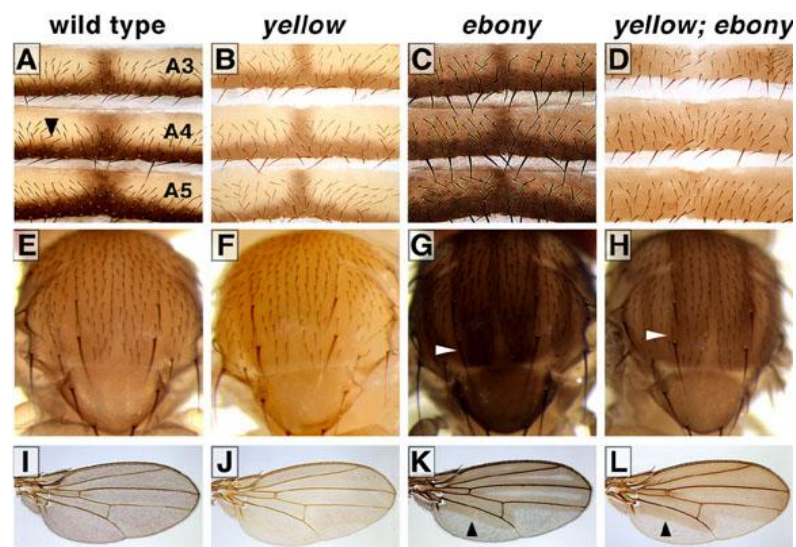 wild type yellow ebony yellow; ebony
A A3 B C D
A4
A5
E F G H
I J K L